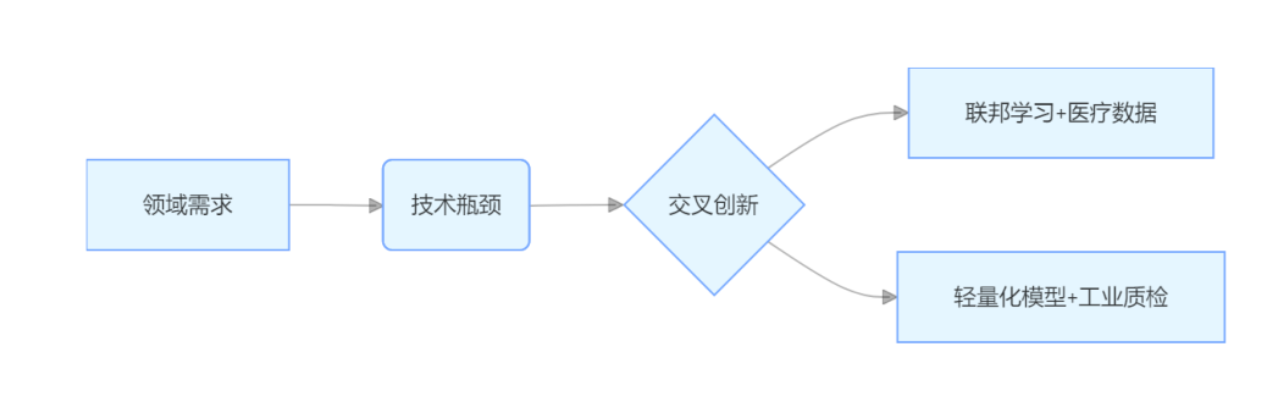 领域需求
技术瓶颈
交叉创新
联邦学习+医疗数据
轻量化模型+工业质检